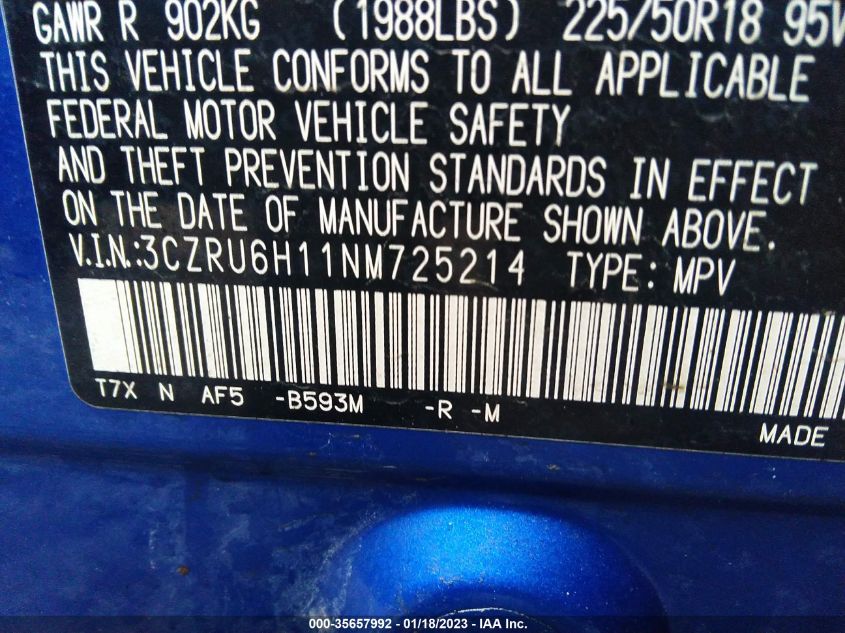 GAWR R 902KG (1988LBS) 225/50R18 95V
THIS VEHICLE CONFORMS TO ALL APPLICABLE
FEDERAL MOTOR VEHICLE SAFETY
AND THEFT PREVENTION STANDARDS IN EFFECT
ON THE DATE OF MANUFACTURE SHOWN ABOVE.
V.I.N.:3CZRU6H11NM725214 TYPE: MPV
T7X N AF5 -B593M -R -M
MADE
000-35657992 - 01/18/2023 - IAA, Inc.